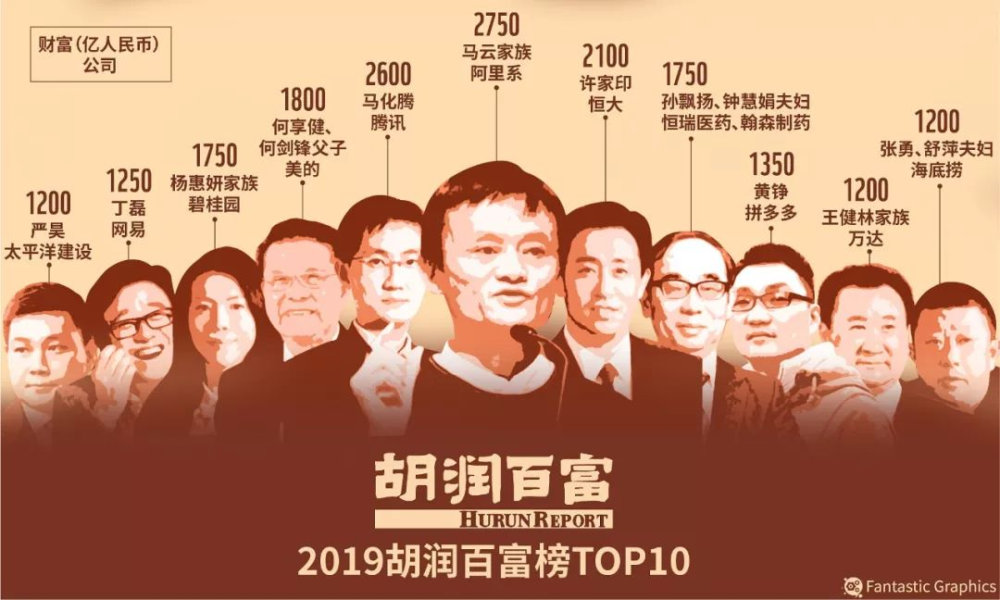 财富(亿人民币)
公司
2750
马云家族
阿里系
2600
马化腾
腾讯
2100
许家印
恒大
1800
何享健、
何剑锋父子
美的
1750
孙飘扬、钟慧娟夫妇
恒瑞医药、翰森制药
1750
杨惠妍家族
碧桂园
1350
黄铮
拼多多
1250
丁磊
网易
1200
严昊
太平洋建设
1200
王健林家族
万达
1200
张勇、舒萍夫妇
海底捞
胡润百富
HURUN REPORT
2019胡润百富榜TOP10
Fantastic Graphics